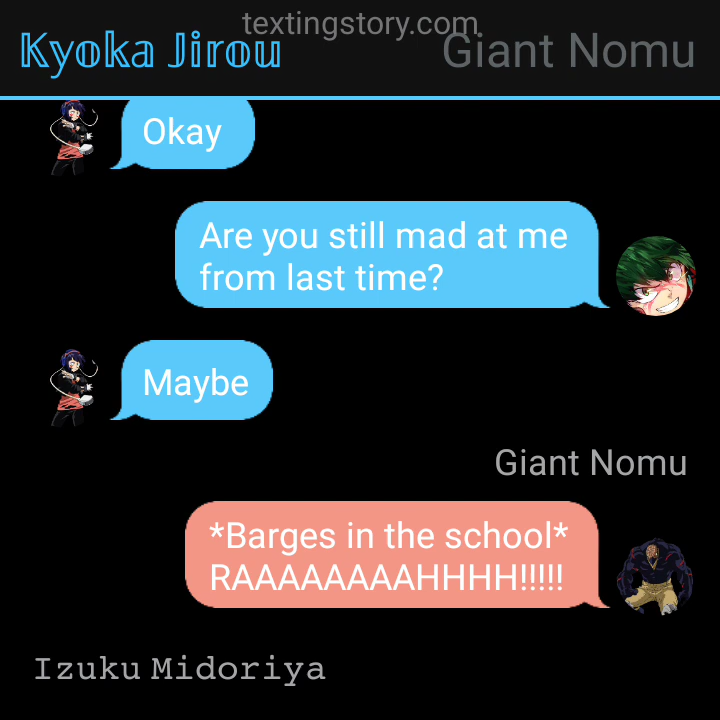 textingstory.com
Kyoka Jirou
Giant Nomu
Okay
Are you still mad at me
from last time?
Maybe
Giant Nomu
*Barges in the school*
RAAAAAAAAHHHH!!!!!
Izuku Midoriya